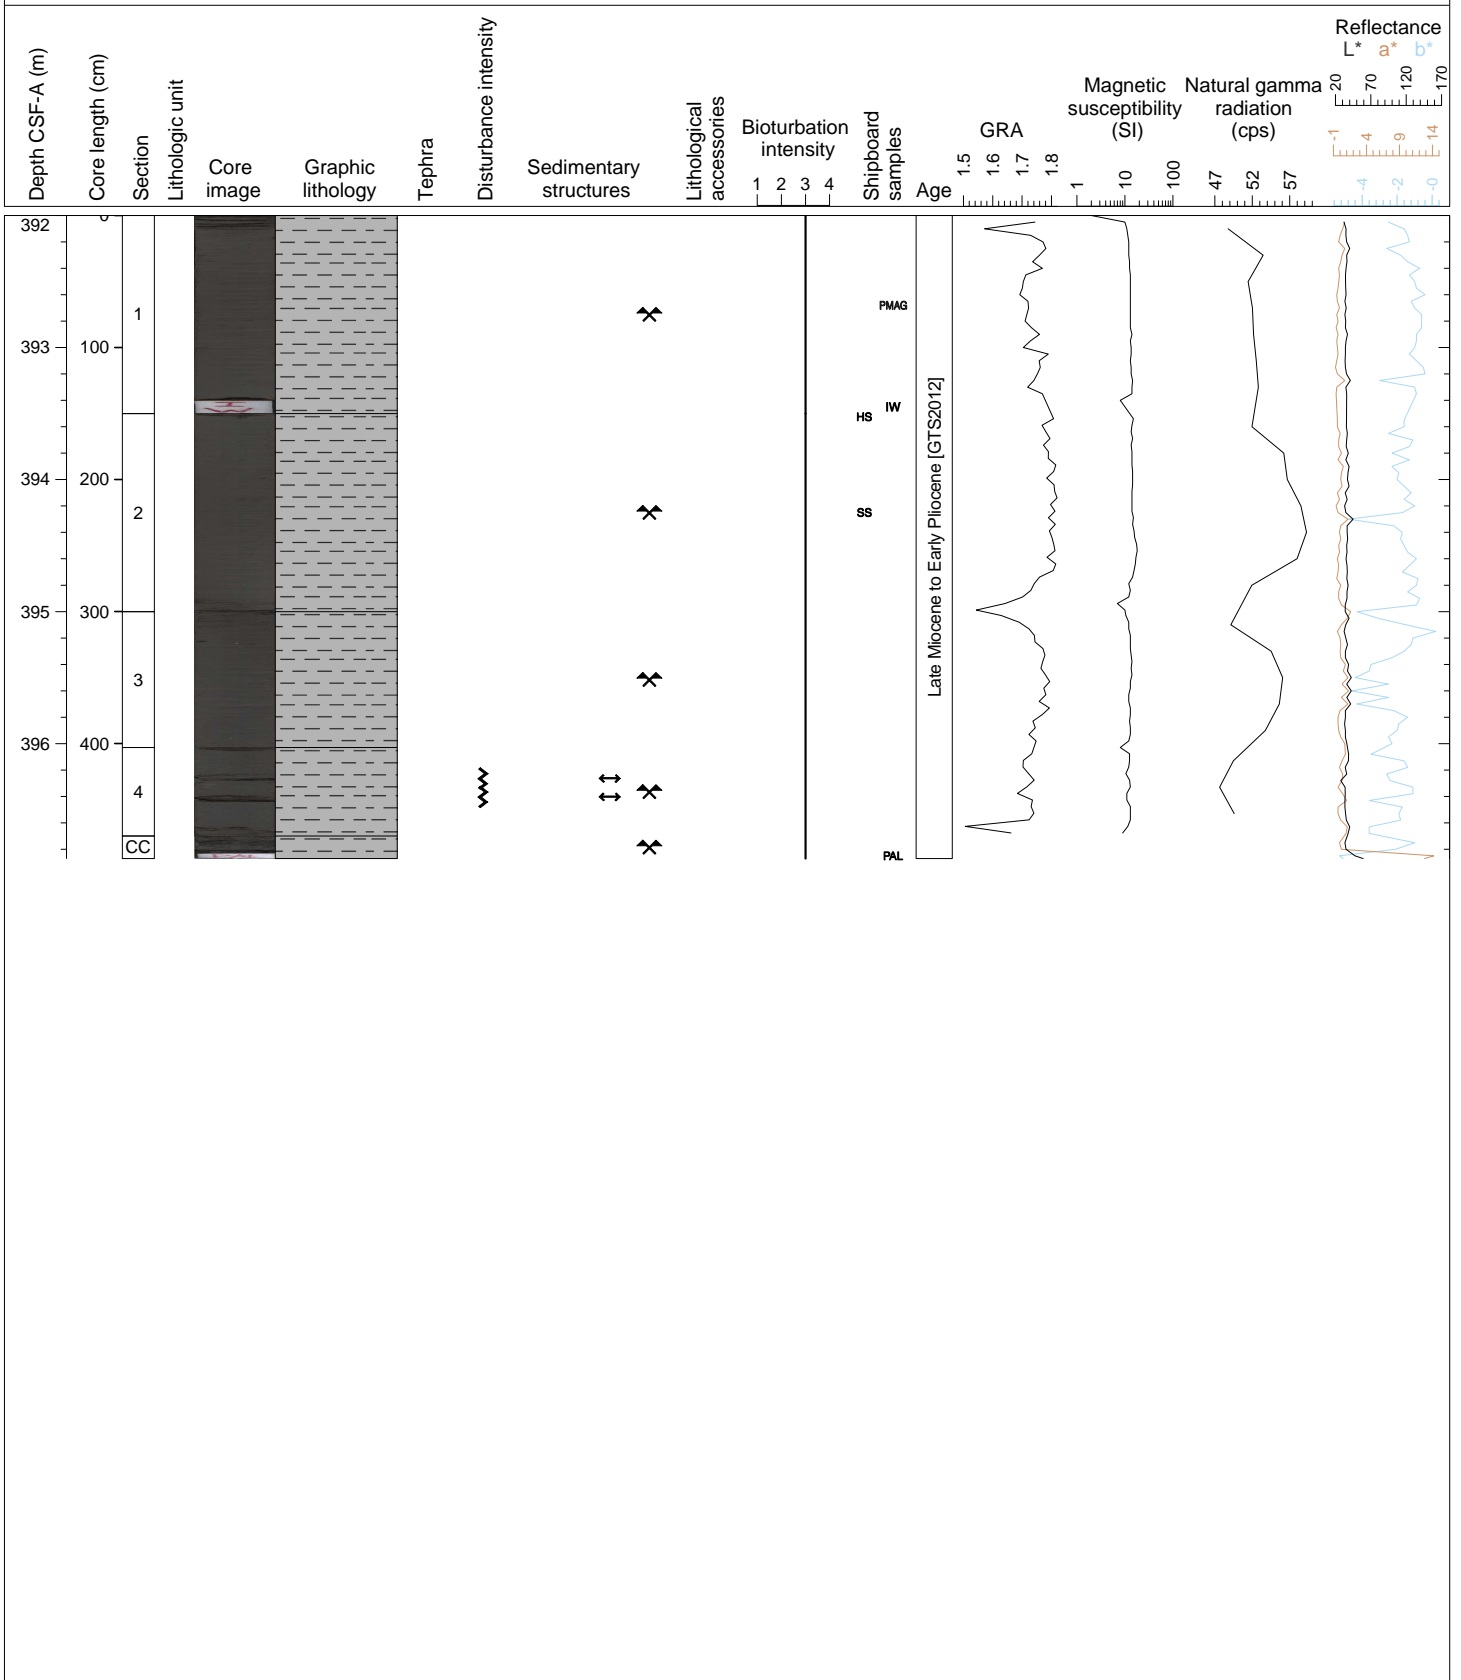 Depth CSF-A (m)
Core length (cm)
Section
Lithologic unit
Core
image
Graphic
lithology
Tephra
Disturbance intensity
Sedimentary
structures
Lithological
accessories
Bioturbation
intensity
1 2 3 4
Shipboard
samples
Age
GRA
1.5 1.6 1.7 1.8
Magnetic
susceptibility
(SI)
1 10 100
Natural gamma
radiation
(cps)
47 52 57
Reflectance
L* a* b*
20 70 120 170
-1 4 9 14
-4 -2 -0
392
393
394
395
396
0
100
200
300
400
1
2
3
4
CC
PMAG
IW
HS
SS
PAL
Late Miocene to Early Pliocene [GTS2012]